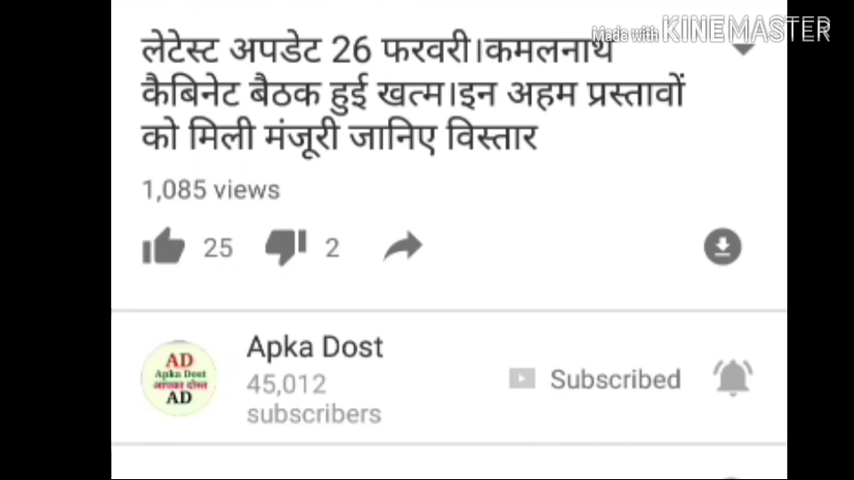 Made with KINEMASTER
लेटेस्ट अपडेट 26 फरवरी।कमलनाथ
कैबिनेट बैठक हुई खत्म।इन अहम प्रस्तावों
को मिली मंजूरी जानिए विस्तार
1,085 views
25 2
AD
Apka Dost
आपका दोस्त
AD
Apka Dost
45,012
subscribers
Subscribed